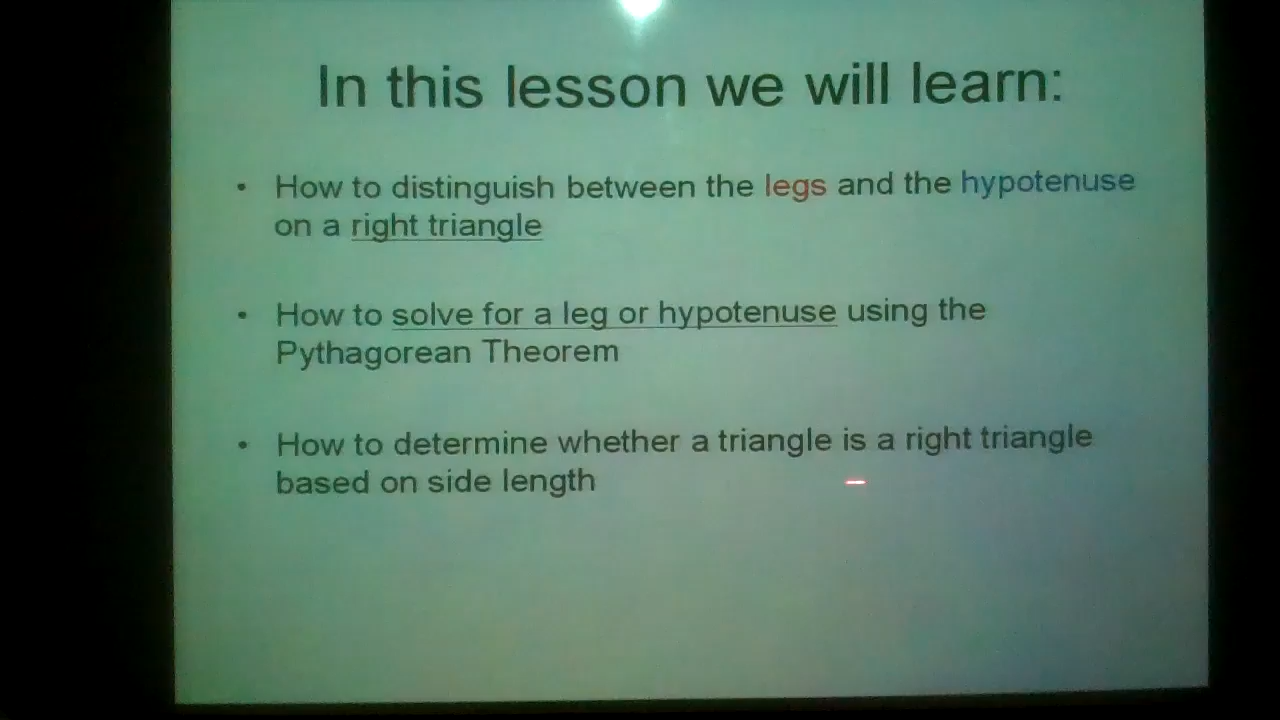 In this lesson we will learn:
• How to distinguish between the legs and the hypotenuse
on a right triangle
• How to solve for a leg or hypotenuse using the
Pythagorean Theorem
• How to determine whether a triangle is a right triangle
based on side length